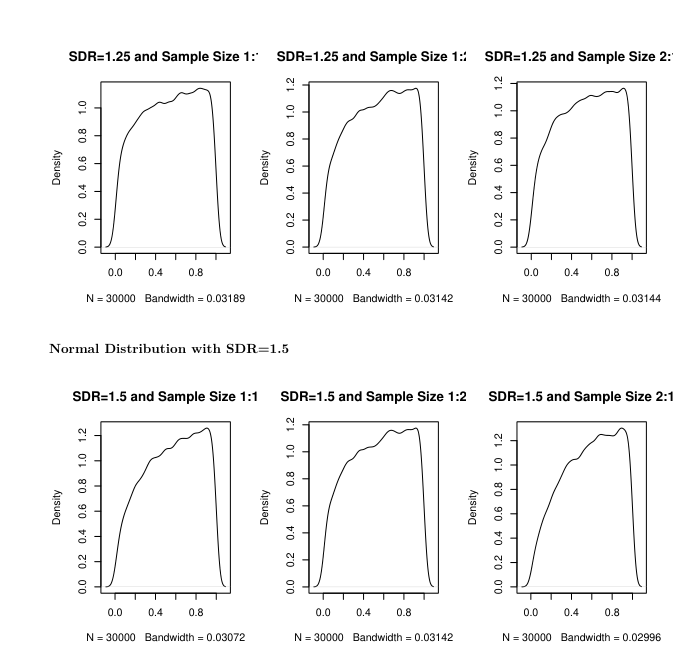 SDR=1.25 and Sample Size 1: SDR=1.25 and Sample Size 1:2 SDR=1.25 and Sample Size 2:
Density 0.0 0.2 0.4 0.6 0.8 1.0
0.0 0.4 0.8
N = 30000 Bandwidth = 0.03189
Density 0.0 0.2 0.4 0.6 0.8 1.0 1.2
0.0 0.4 0.8
N = 30000 Bandwidth = 0.03142
Density 0.0 0.2 0.4 0.6 0.8 1.0 1.2
0.0 0.4 0.8
N = 30000 Bandwidth = 0.03144
Normal Distribution with SDR=1.5
SDR=1.5 and Sample Size 1:1 SDR=1.5 and Sample Size 1:2 SDR=1.5 and Sample Size 2:1
Density 0.0 0.2 0.4 0.6 0.8 1.0 1.2
0.0 0.4 0.8
N = 30000 Bandwidth = 0.03072
Density 0.0 0.2 0.4 0.6 0.8 1.0 1.2
0.0 0.4 0.8
N = 30000 Bandwidth = 0.03142
Density 0.0 0.2 0.4 0.6 0.8 1.0 1.2
0.0 0.4 0.8
N = 30000 Bandwidth = 0.02996